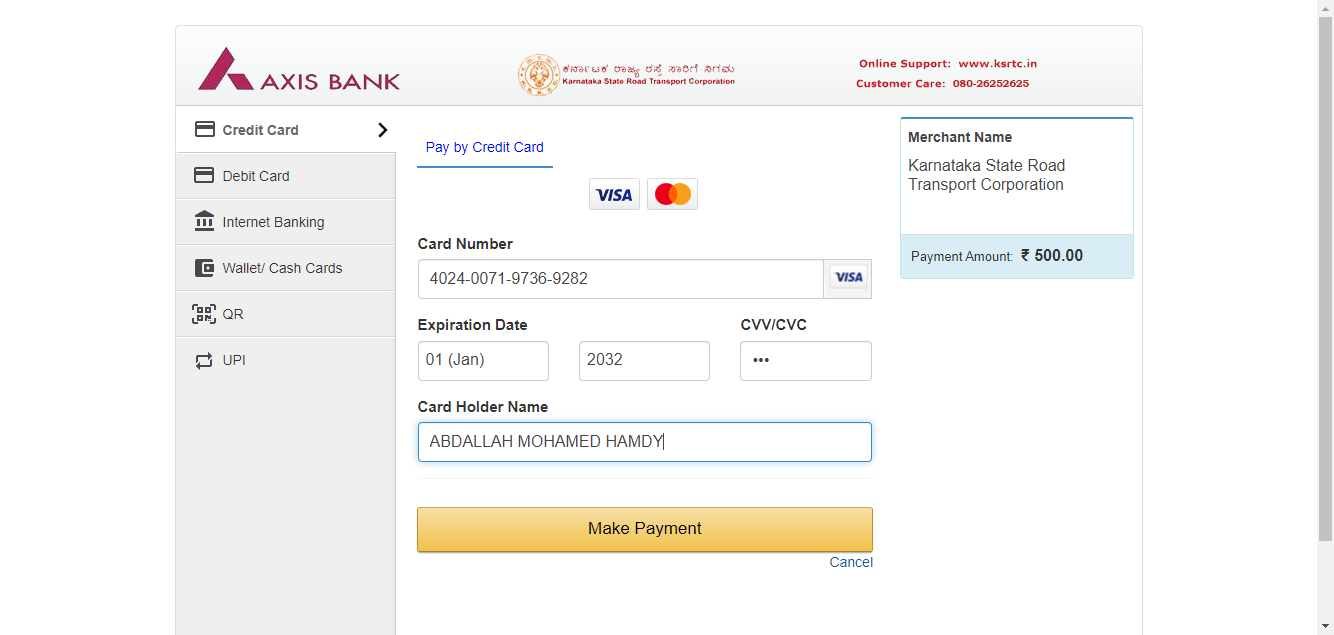 AXIS BANK
ಕರ್ನಾಟಕ ರಾಜ್ಯ ರಸ್ತೆ ಸಾರಿಗೆ ನಿಗಮ
Karnataka State Road Transport Corporation
Online Support: www.ksrtc.in
Customer Care: 080-26252625
Credit Card
Debit Card
Internet Banking
Wallet/ Cash Cards
QR
UPI
Pay by Credit Card
VISA
Card Number
4024-0071-9736-9282 VISA
Expiration Date CVV/CVC
01 (Jan) 2032 •••
Card Holder Name
ABDALLAH MOHAMED HAMDY
Make Payment
Cancel
Merchant Name
Karnataka State Road
Transport Corporation
Payment Amount: ₹ 500.00